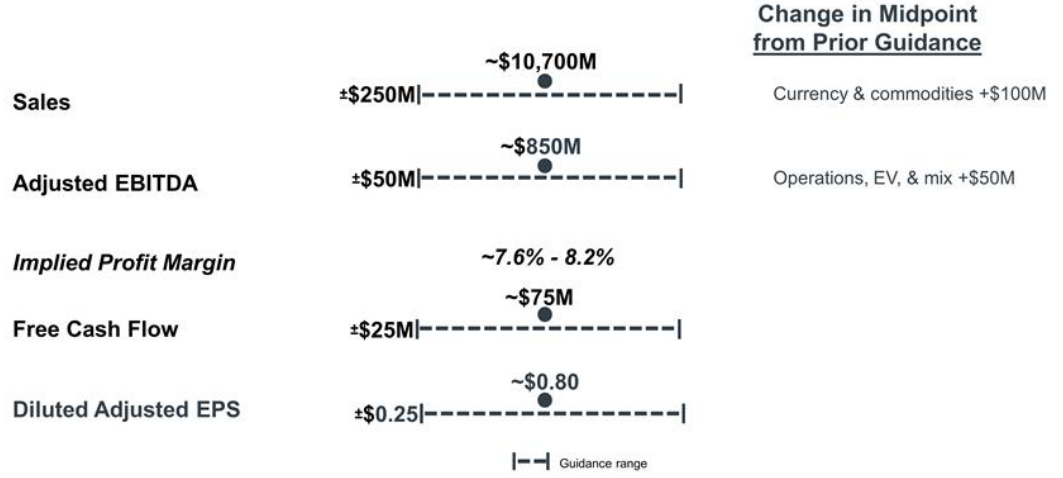 Change in Midpoint
from Prior Guidance
~$10,700M
Sales
±$250M
Currency & commodities +$100M
~$850M
Adjusted EBITDA
±$50M
Operations, EV, & mix +$50M
Implied Profit Margin
~7.6% - 8.2%
~$75M
Free Cash Flow
±$25M
~$0.80
Diluted Adjusted EPS
±$0.25
Guidance range